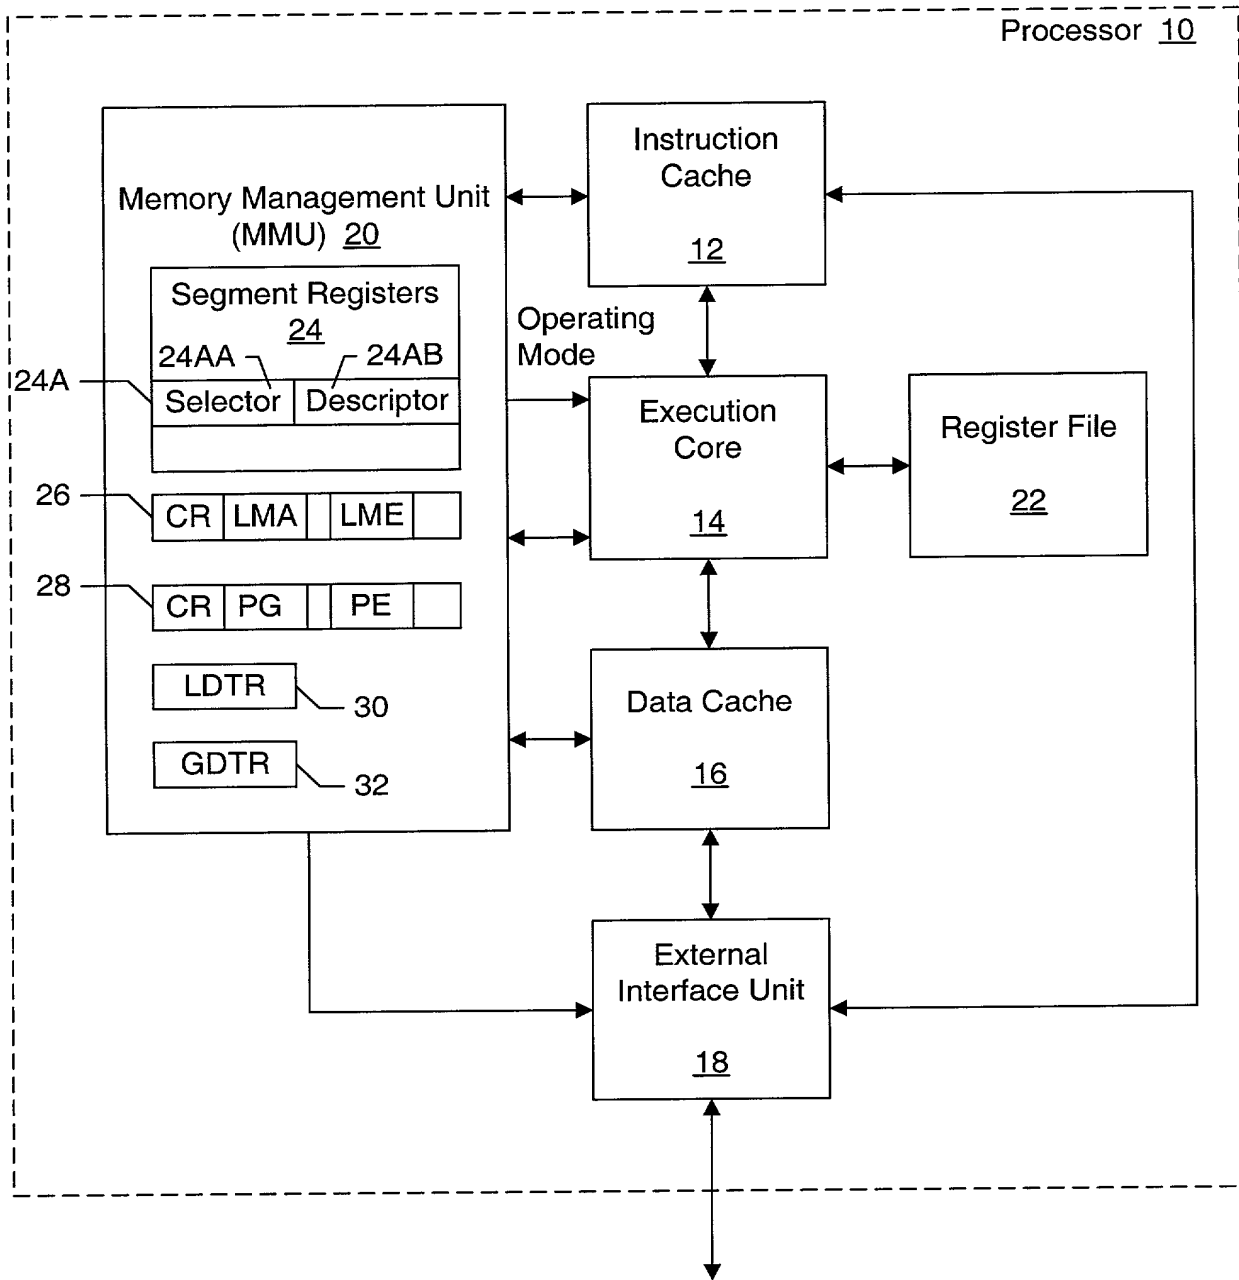 Processor 10
Instruction
Cache
12
Memory Management Unit
(MMU) 20
Segment Registers
24
24AA
24AB
24A
Selector
Descriptor
Operating
Mode
Execution
Core
14
Register File
22
26
CR
LMA
LME
28
CR
PG
PE
LDTR
30
GDTR
32
Data Cache
16
External
Interface Unit
18